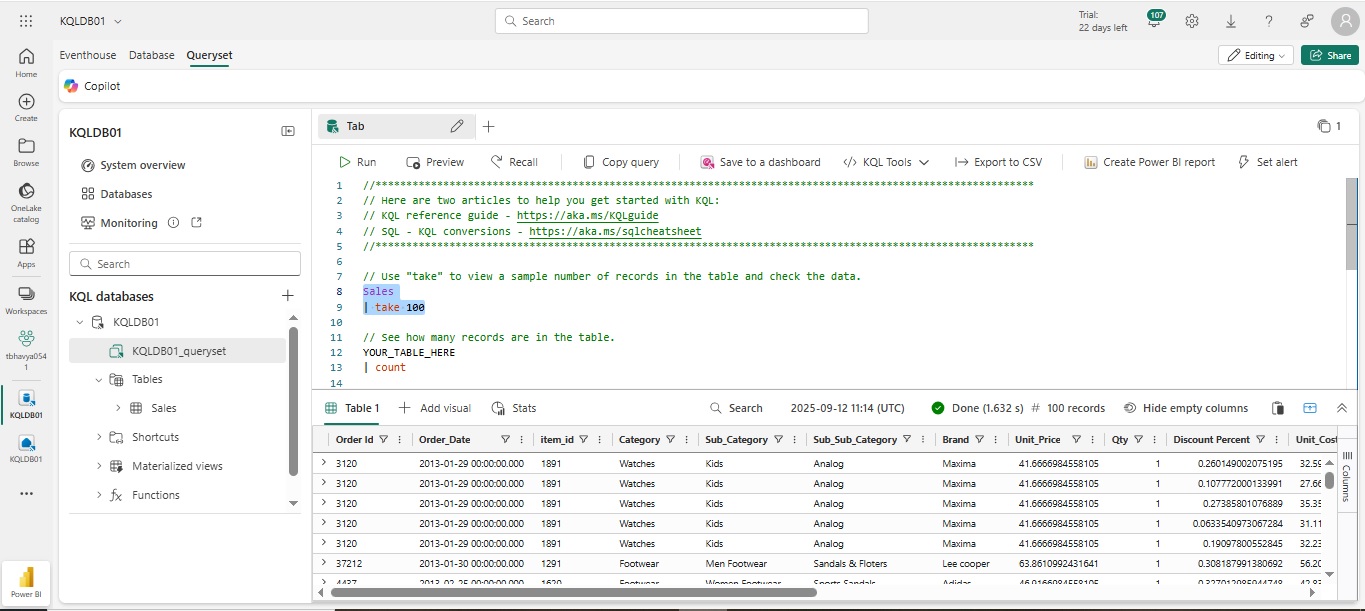 KQLDB01
Search
Trial:
22 days left
107
Home
Create
Browse
OneLake
catalog
Apps
Workspaces
tbhavya054
1
KQLDB01
KQLDB01
Power BI
Eventhouse Database Queryset
Editing
Share
Copilot
KQLDB01
System overview
Databases
Monitoring
Search
KQL databases
KQLDB01
KQLDB01_queryset
Tables
Sales
Shortcuts
Materialized views
Functions
Tab
1
Run Preview Recall Copy query Save to a dashboard KQL Tools Export to CSV Create Power BI report Set alert
1 //***********************************************************************************************************
2 // Here are two articles to help you get started with KQL:
3 // KQL reference guide - https://aka.ms/KQLguide
4 // SQL - KQL conversions - https://aka.ms/sqlcheatsheet
5 //***********************************************************************************************************
6
7 // Use "take" to view a sample number of records in the table and check the data.
8 Sales
9 | take 100
10
11 // See how many records are in the table.
12 YOUR_TABLE_HERE
13 | count
14
Table 1 Add visual Stats Search 2025-09-12 11:14 (UTC) Done (1.632 s) # 100 records Hide empty columns
Order Id Order_Date item_id Category Sub_Category Sub_Sub_Category Brand Unit_Price Qty Discount Percent Unit_Cost
3120 2013-01-29 00:00:00.000 1891 Watches Kids Analog Maxima 41.6666984558105 1 0.260149002075195 32.59
3120 2013-01-29 00:00:00.000 1891 Watches Kids Analog Maxima 41.6666984558105 1 0.107772000133991 27.66
3120 2013-01-29 00:00:00.000 1891 Watches Kids Analog Maxima 41.6666984558105 1 0.27385801076889 35.35
3120 2013-01-29 00:00:00.000 1891 Watches Kids Analog Maxima 41.6666984558105 1 0.0633540973067284 31.11
3120 2013-01-29 00:00:00.000 1891 Watches Kids Analog Maxima 41.6666984558105 1 0.19097800552845 32.23
37212 2013-01-30 00:00:00.000 1291 Footwear Men Footwear Sandals & Floters Lee cooper 63.8610992431641 1 0.308187991380692 56.20
4437 2013-02-25 00:00:00.000 1620 Footwear Women Footwear Sports Sandals Adidas 46.9166984558105 1 0.327012985944748 42.83
Columns